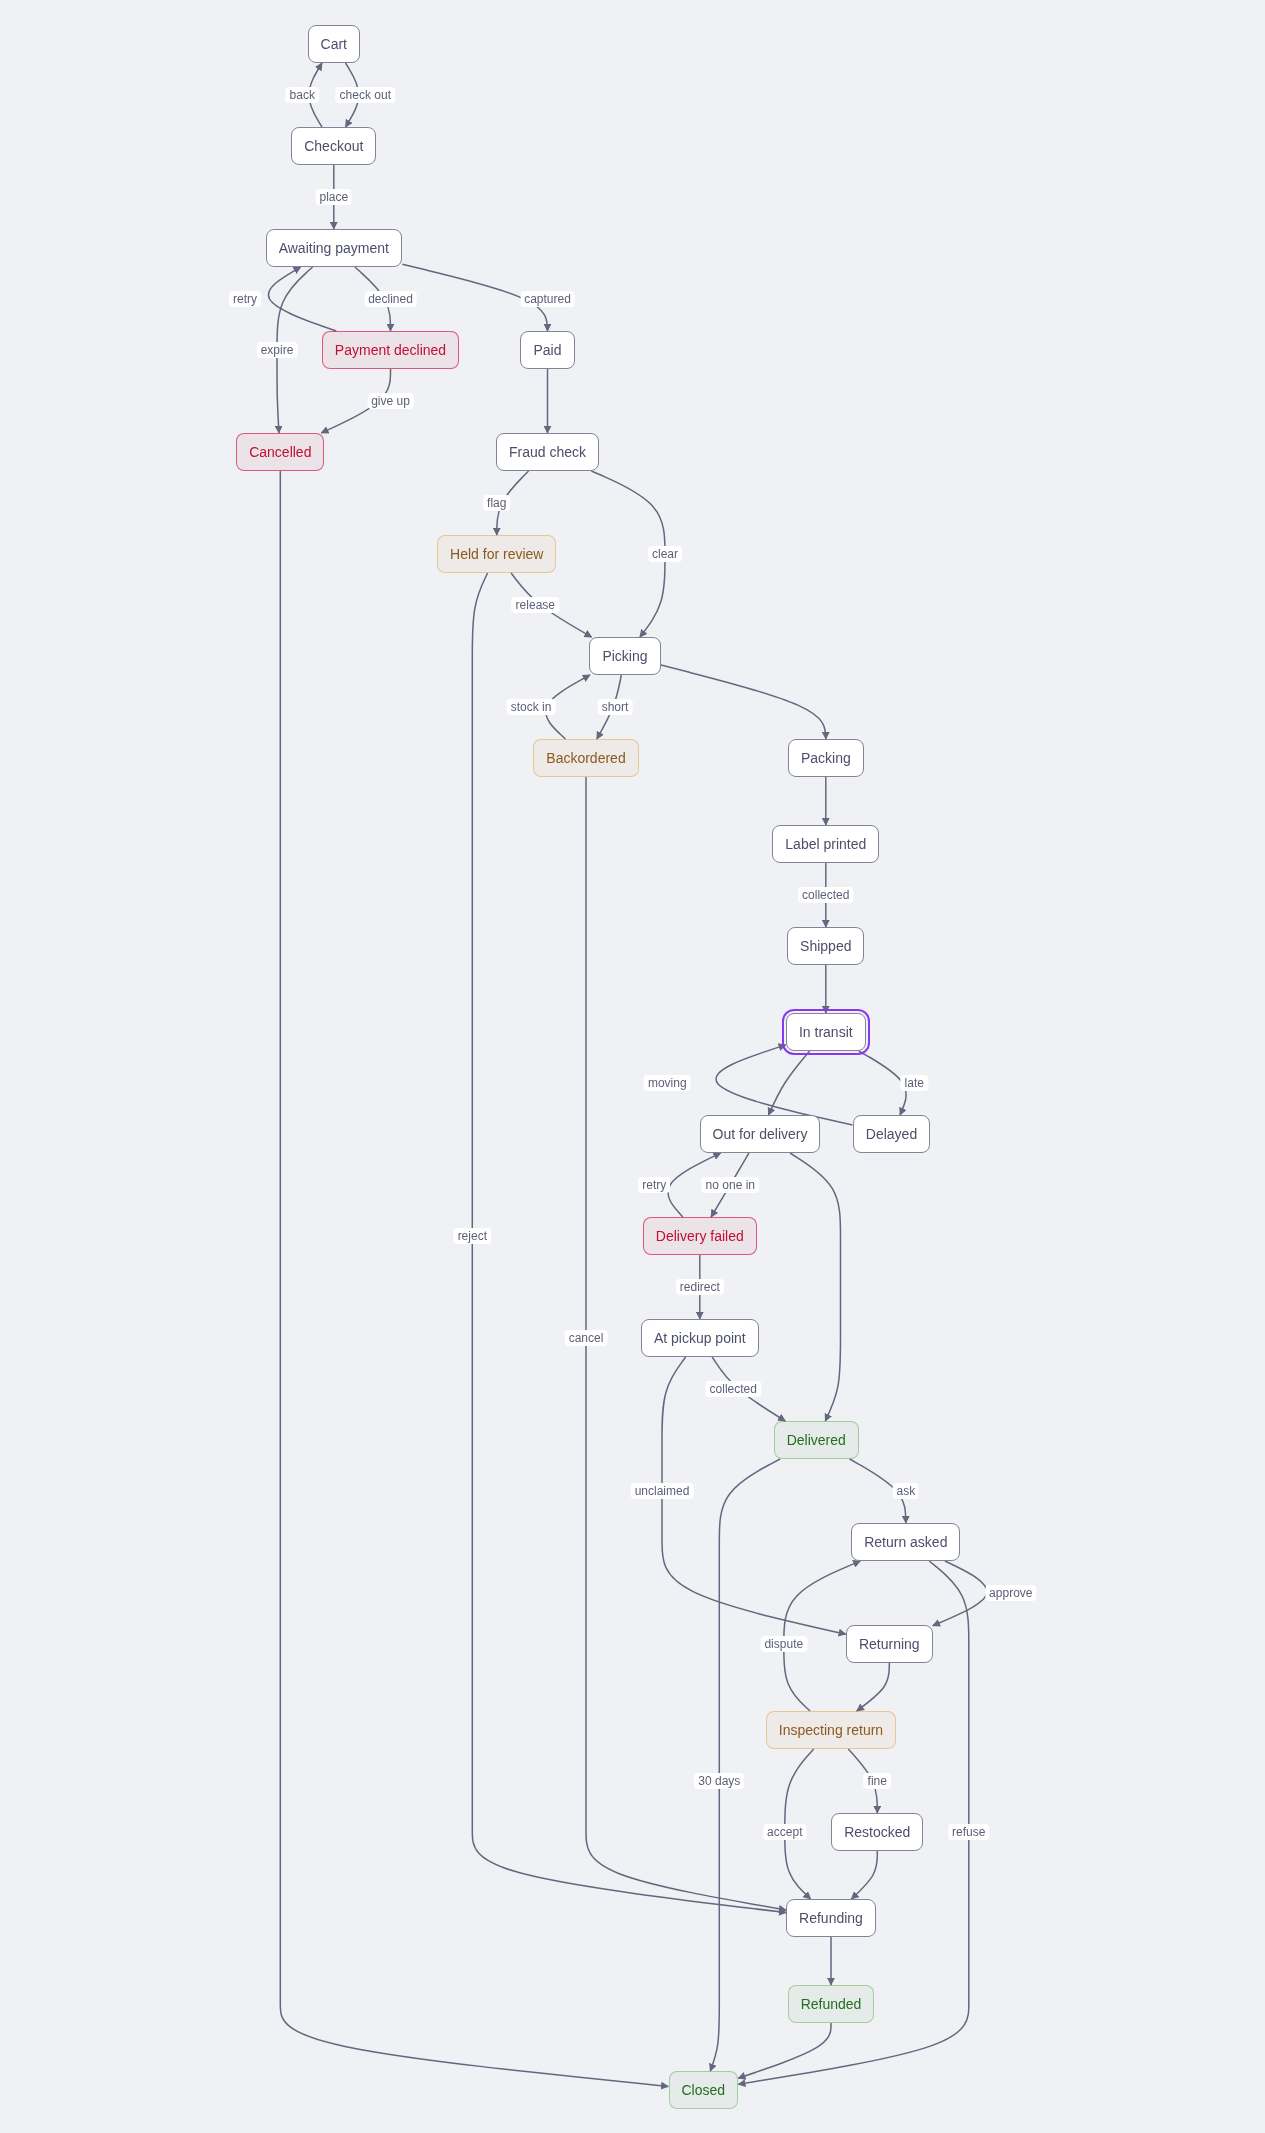 Cart
back
check out
Checkout
place
Awaiting payment
retry
declined
captured
expire
Payment declined
Paid
give up
Cancelled
Fraud check
flag
Held for review
clear
release
Picking
stock in
short
Backordered
Packing
Label printed
collected
Shipped
In transit
moving
late
Out for delivery
Delayed
retry
no one in
Delivery failed
reject
redirect
At pickup point
cancel
collected
Delivered
unclaimed
ask
Return asked
approve
dispute
Returning
Inspecting return
30 days
fine
accept
Restocked
refuse
Refunding
Refunded
Closed